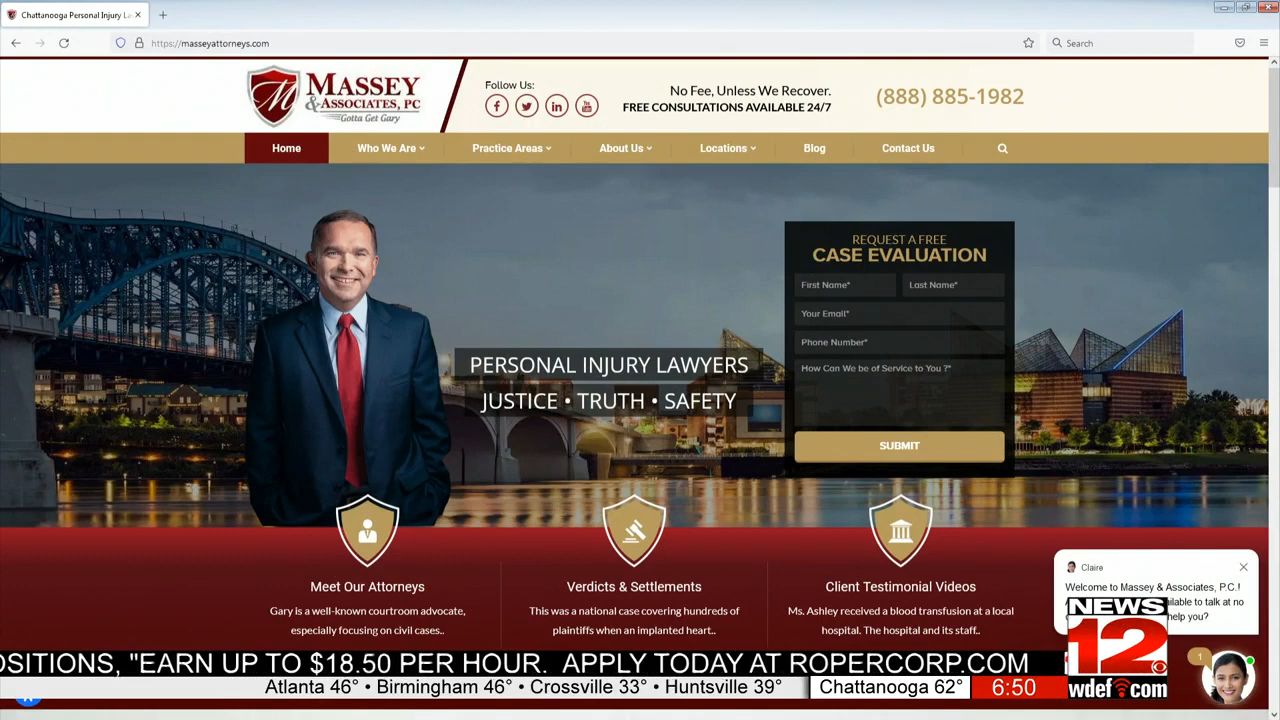 Chattanooga Personal Injury La
https://masseyattorneys.com
Search
MASSEY
& ASSOCIATES, PC
Gotta Get Gary
Follow Us:
No Fee, Unless We Recover.
FREE CONSULTATIONS AVAILABLE 24/7
(888) 885-1982
Home
Who We Are
Practice Areas
About Us
Locations
Blog
Contact Us
REQUEST A FREE
CASE EVALUATION
First Name*
Last Name*
Your Email*
Phone Number*
How Can We be of Service to You ?*
SUBMIT
PERSONAL INJURY LAWYERS
JUSTICE • TRUTH • SAFETY
Meet Our Attorneys
Gary is a well-known courtroom advocate,
especially focusing on civil cases..
Verdicts & Settlements
This was a national case covering hundreds of
plaintiffs when an implanted heart..
Client Testimonial Videos
Ms. Ashley received a blood transfusion at a local
hospital. The hospital and its staff..
Claire
Welcome to Massey & Associates, P.C.!
to talk at no
help you?
NEWS
12
wdef.com
1
OSITIONS, "EARN UP TO $18.50 PER HOUR. APPLY TODAY AT ROPERCORP.COM
Atlanta 46° • Birmingham 46° • Crossville 33° • Huntsville 39°
Chattanooga 62°
6:50